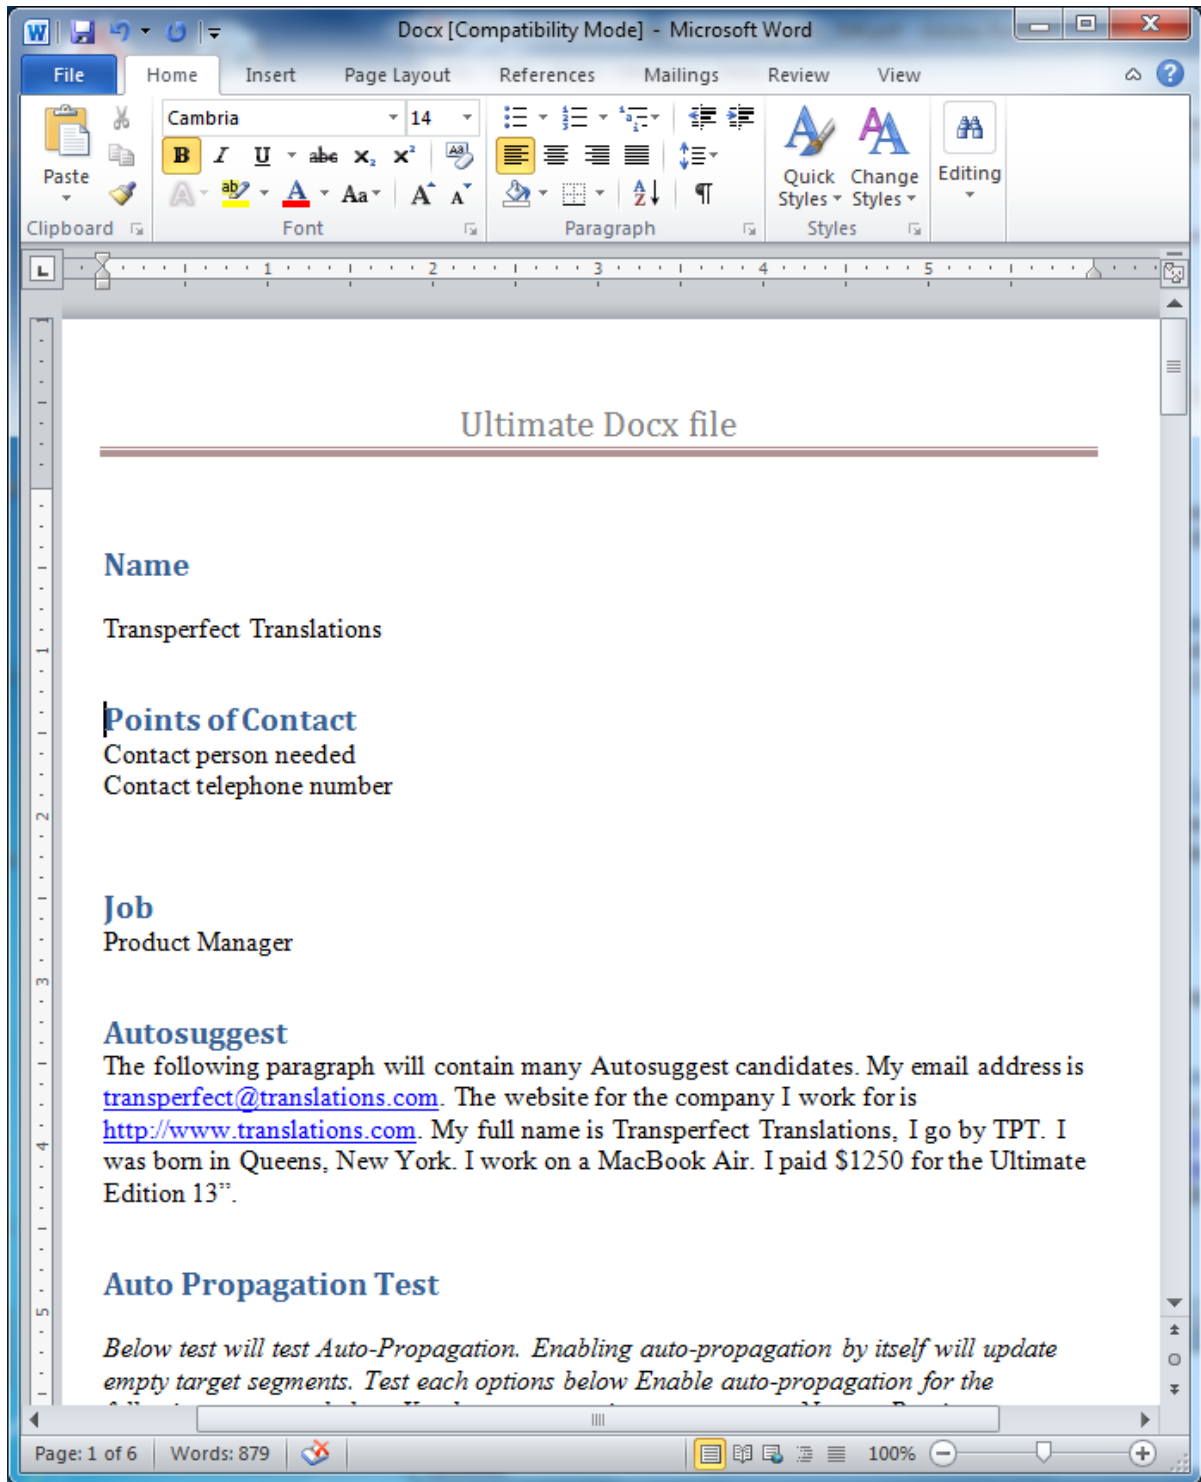 Docx [Compatibility Mode] - Microsoft Word
File Home Insert Page Layout References Mailings Review View
Cambria 14
Paste
Quick Styles
Change Styles
Editing
Clipboard Font Paragraph Styles
1 2 3 4 5
Ultimate Docx file
Name
Transperfect Translations
Points of Contact
Contact person needed
Contact telephone number
Job
Product Manager
Autosuggest
The following paragraph will contain many Autosuggest candidates. My email address is
transperfect@translations.com. The website for the company I work for is
http://www.translations.com. My full name is Transperfect Translations, I go by TPT. I
was born in Queens, New York. I work on a MacBook Air. I paid $1250 for the Ultimate
Edition 13”.
Auto Propagation Test
Below test will test Auto-Propagation. Enabling auto-propagation by itself will update
empty target segments. Test each options below Enable auto-propagation for the
Page: 1 of 6 Words: 879 100%